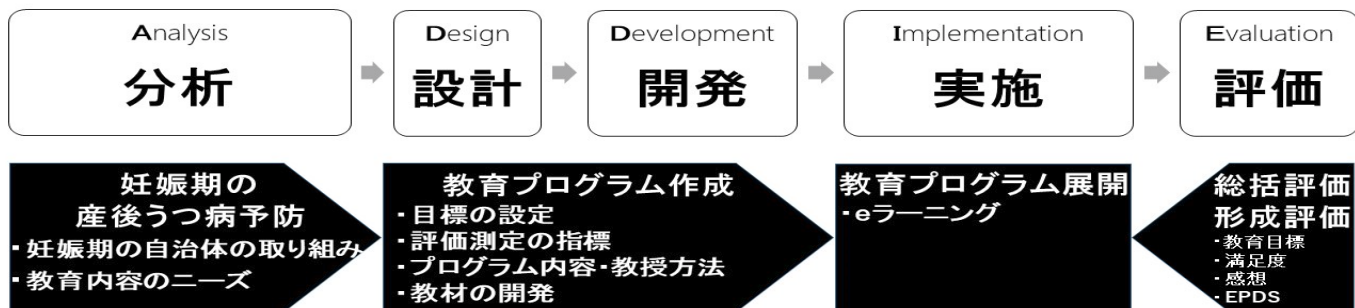 Analysis
分析
Design
設計
Development
開発
Implementation
実施
Evaluation
評価
妊娠期の
産後うつ病予防
・妊娠期の自治体の取り組み
・教育内容のニーズ
教育プログラム作成
・目標の設定
・評価測定の指標
・プログラム内容・教授方法
・教材の開発
教育プログラム展開
・eラーニング
総括評価
形成評価
・教育目標
・満足度
・感想
・EPDS